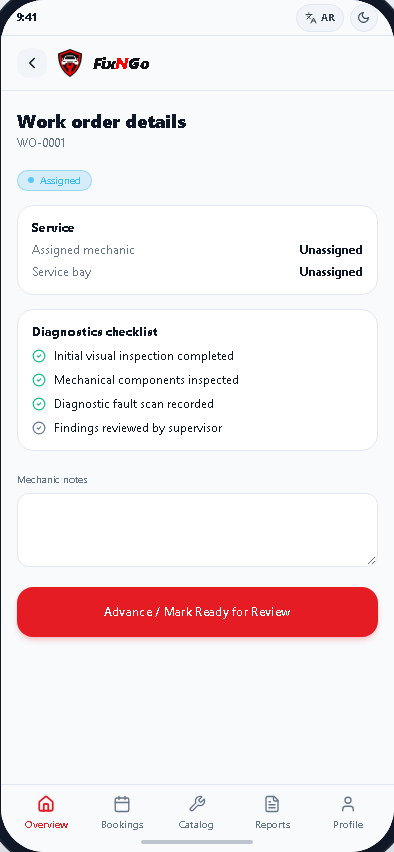 9:41
AR
FixNGo
Work order details
WO-0001
Assigned
Service
Assigned mechanic Unassigned
Service bay Unassigned
Diagnostics checklist
Initial visual inspection completed
Mechanical components inspected
Diagnostic fault scan recorded
Findings reviewed by supervisor
Mechanic notes
Advance / Mark Ready for Review
Overview Bookings Catalog Reports Profile